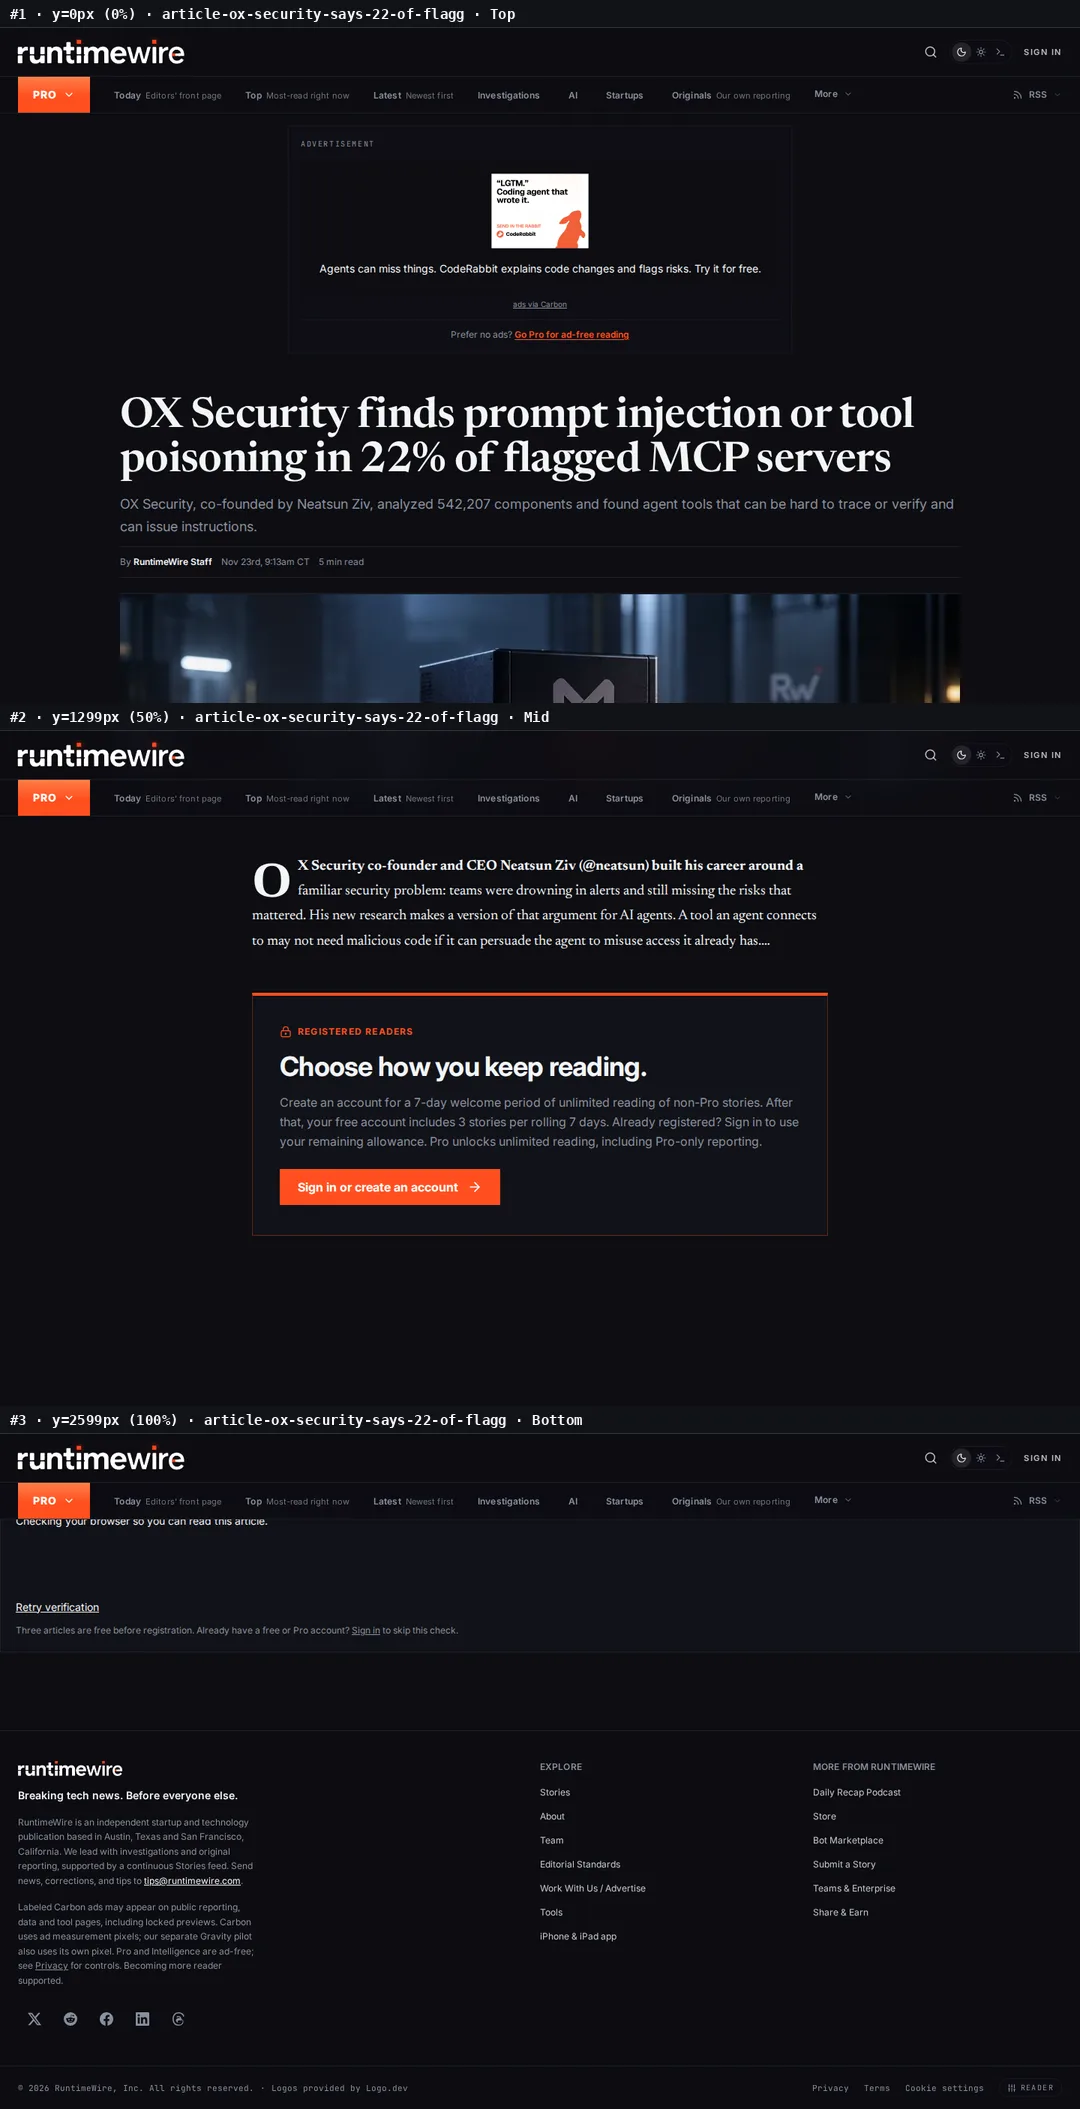 #1 · y=0px (0%) · article-ox-security-says-22-of-flagg · Top
runtimewire
SIGN IN
PRO
Today Editors' front page
Top Most-read right now
Latest Newest first
Investigations
AI
Startups
Originals Our own reporting
More
RSS
ADVERTISEMENT
"LGTM."
Coding agent that
wrote it.
SEND IN THE RABBIT
CodeRabbit
Agents can miss things. CodeRabbit explains code changes and flags risks. Try it for free.
ads via Carbon
Prefer no ads? Go Pro for ad-free reading
OX Security finds prompt injection or tool
poisoning in 22% of flagged MCP servers
OX Security, co-founded by Neatsun Ziv, analyzed 542,207 components and found agent tools that can be hard to trace or verify and
can issue instructions.
By RuntimeWire Staff Nov 23rd, 9:13am CT 5 min read
Rw
#2 · y=1299px (50%) · article-ox-security-says-22-of-flagg · Mid
runtimewire
SIGN IN
PRO
Today Editors' front page
Top Most-read right now
Latest Newest first
Investigations
AI
Startups
Originals Our own reporting
More
RSS
OX Security co-founder and CEO Neatsun Ziv (@neatsun) built his career around a
familiar security problem: teams were drowning in alerts and still missing the risks that
mattered. His new research makes a version of that argument for AI agents. A tool an agent connects
to may not need malicious code if it can persuade the agent to misuse access it already has....
REGISTERED READERS
Choose how you keep reading.
Create an account for a 7-day welcome period of unlimited reading of non-Pro stories. After
that, your free account includes 3 stories per rolling 7 days. Already registered? Sign in to use
your remaining allowance. Pro unlocks unlimited reading, including Pro-only reporting.
Sign in or create an account
#3 · y=2599px (100%) · article-ox-security-says-22-of-flagg · Bottom
runtimewire
SIGN IN
PRO
Today Editors' front page
Top Most-read right now
Latest Newest first
Investigations
AI
Startups
Originals Our own reporting
More
RSS
Checking your browser so you can read this article.
Retry verification
Three articles are free before registration. Already have a free or Pro account? Sign in to skip this check.
runtimewire
Breaking tech news. Before everyone else.
RuntimeWire is an independent startup and technology
publication based in Austin, Texas and San Francisco,
California. We lead with investigations and original
reporting, supported by a continuous Stories feed. Send
news, corrections, and tips to tips@runtimewire.com.
Labeled Carbon ads may appear on public reporting,
data and tool pages, including locked previews. Carbon
uses ad measurement pixels; our separate Gravity pilot
also uses its own pixel. Pro and Intelligence are ad-free;
see Privacy for controls. Becoming more reader
supported.
EXPLORE
Stories
About
Team
Editorial Standards
Work With Us / Advertise
Tools
iPhone & iPad app
MORE FROM RUNTIMEWIRE
Daily Recap Podcast
Store
Bot Marketplace
Submit a Story
Teams & Enterprise
Share & Earn
© 2026 RuntimeWire, Inc. All rights reserved. · Logos provided by Logo.dev
Privacy
Terms
Cookie settings
READER